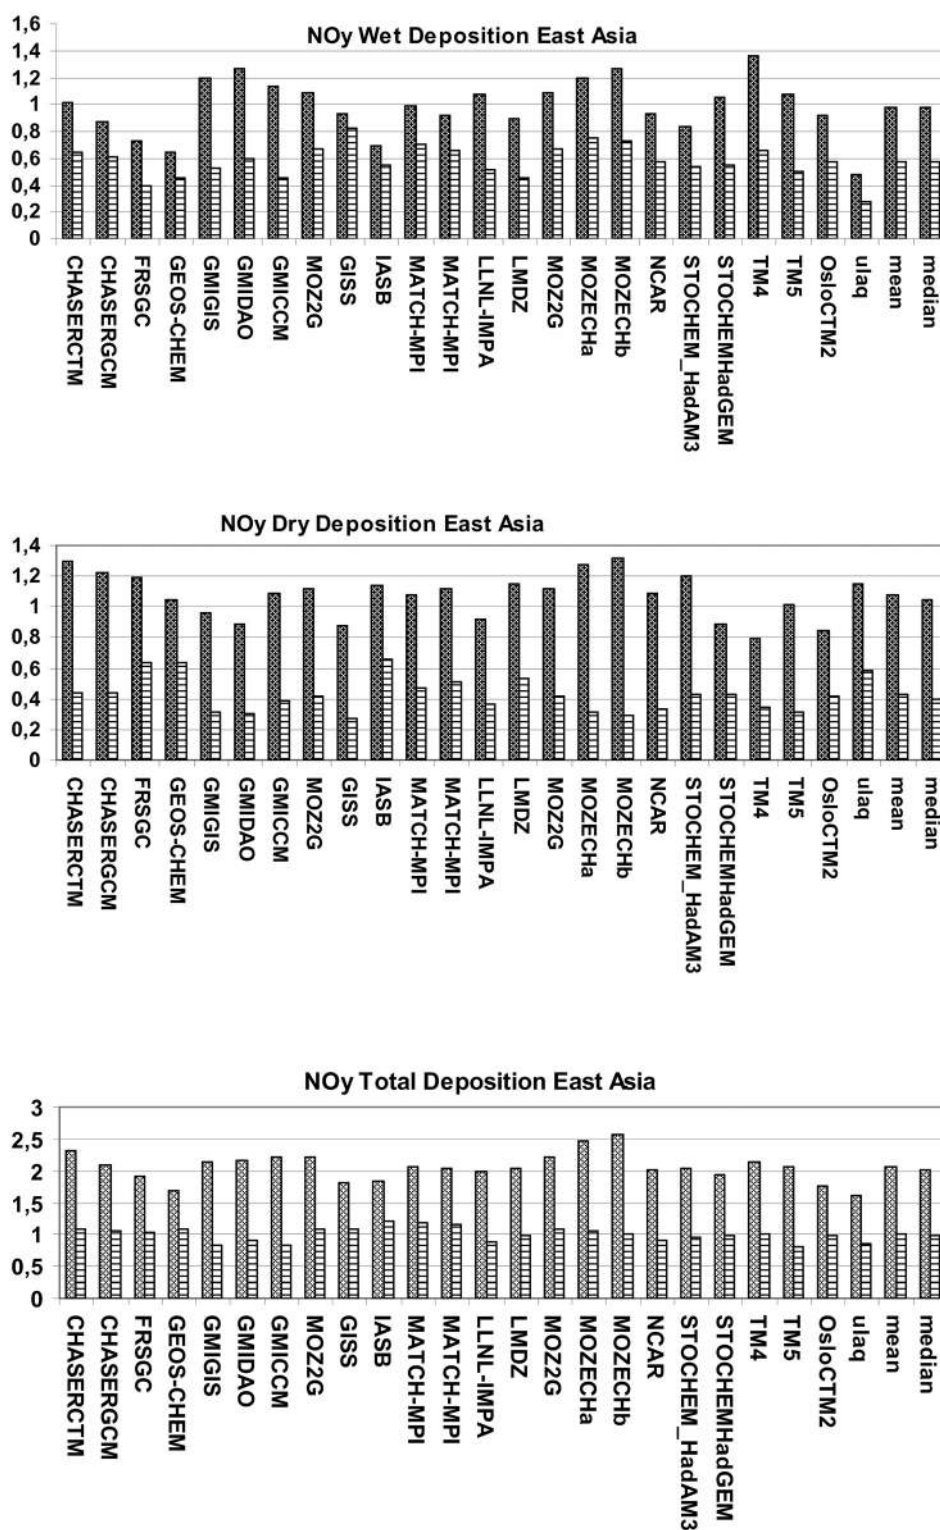 NOy Wet Deposition East Asia
1,6
1,4
1,2
1
0,8
0,6
0,4
0,2
0
CHASERCTM
CHASERGCM
FRSGC
GEOS-CHEM
GMIGIS
GMIDAO
GMICCM
MOZ2G
GISS
IASB
MATCH-MPI
MATCH-MPI
LLNL-IMPA
LMDZ
MOZ2G
MOZECHa
MOZECHb
NCAR
STOCHEM_HadAM3
STOCHEMHadGEM
TM4
TM5
OsloCTM2
ulaq
mean
median
NOy Dry Deposition East Asia
1,4
1,2
1
0,8
0,6
0,4
0,2
0
CHASERCTM
CHASERGCM
FRSGC
GEOS-CHEM
GMIGIS
GMIDAO
GMICCM
MOZ2G
GISS
IASB
MATCH-MPI
MATCH-MPI
LLNL-IMPA
LMDZ
MOZ2G
MOZECHa
MOZECHb
NCAR
STOCHEM_HadAM3
STOCHEMHadGEM
TM4
TM5
OsloCTM2
ulaq
mean
median
NOy Total Deposition East Asia
3
2,5
2
1,5
1
0,5
0
CHASERCTM
CHASERGCM
FRSGC
GEOS-CHEM
GMIGIS
GMIDAO
GMICCM
MOZ2G
GISS
IASB
MATCH-MPI
MATCH-MPI
LLNL-IMPA
LMDZ
MOZ2G
MOZECHa
MOZECHb
NCAR
STOCHEM_HadAM3
STOCHEMHadGEM
TM4
TM5
OsloCTM2
ulaq
mean
median